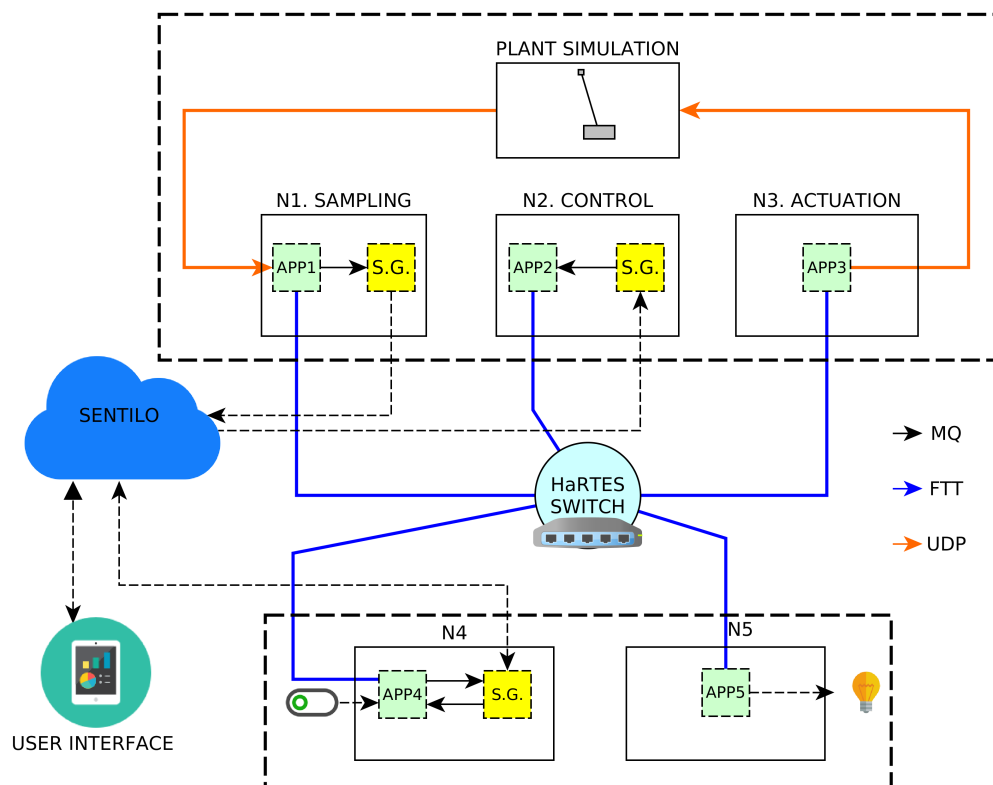 PLANT SIMULATION
N1. SAMPLING
N2. CONTROL
N3. ACTUATION
APP1
S.G.
APP2
S.G.
APP3
SENTILO
MQ
HaRTES
SWITCH
FTT
UDP
N4
N5
APP4
S.G.
APP5
USER INTERFACE